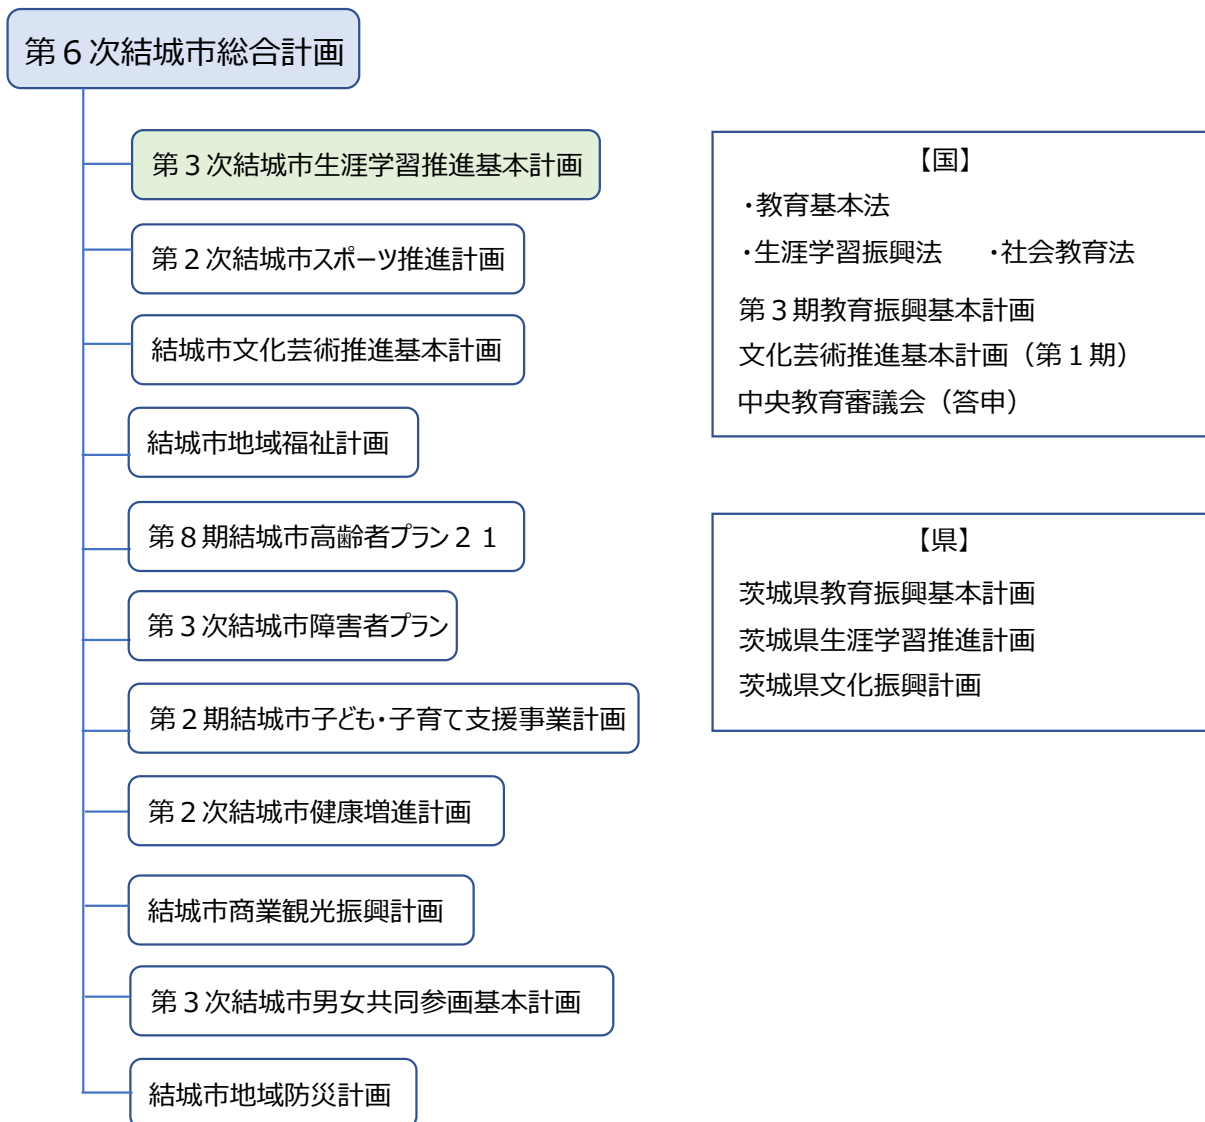 第６次結城市総合計画
第３次結城市生涯学習推進基本計画
第２次結城市スポーツ推進計画
結城市文化芸術推進基本計画
結城市地域福祉計画
第８期結城市高齢者プラン２１
第３次結城市障害者プラン
第２期結城市子ども・子育て支援事業計画
第２次結城市健康増進計画
結城市商業観光振興計画
第３次結城市男女共同参画基本計画
結城市地域防災計画
【国】
・教育基本法
・生涯学習振興法　・社会教育法
第３期教育振興基本計画
文化芸術推進基本計画（第１期）
中央教育審議会（答申）
【県】
茨城県教育振興基本計画
茨城県生涯学習推進計画
茨城県文化振興計画